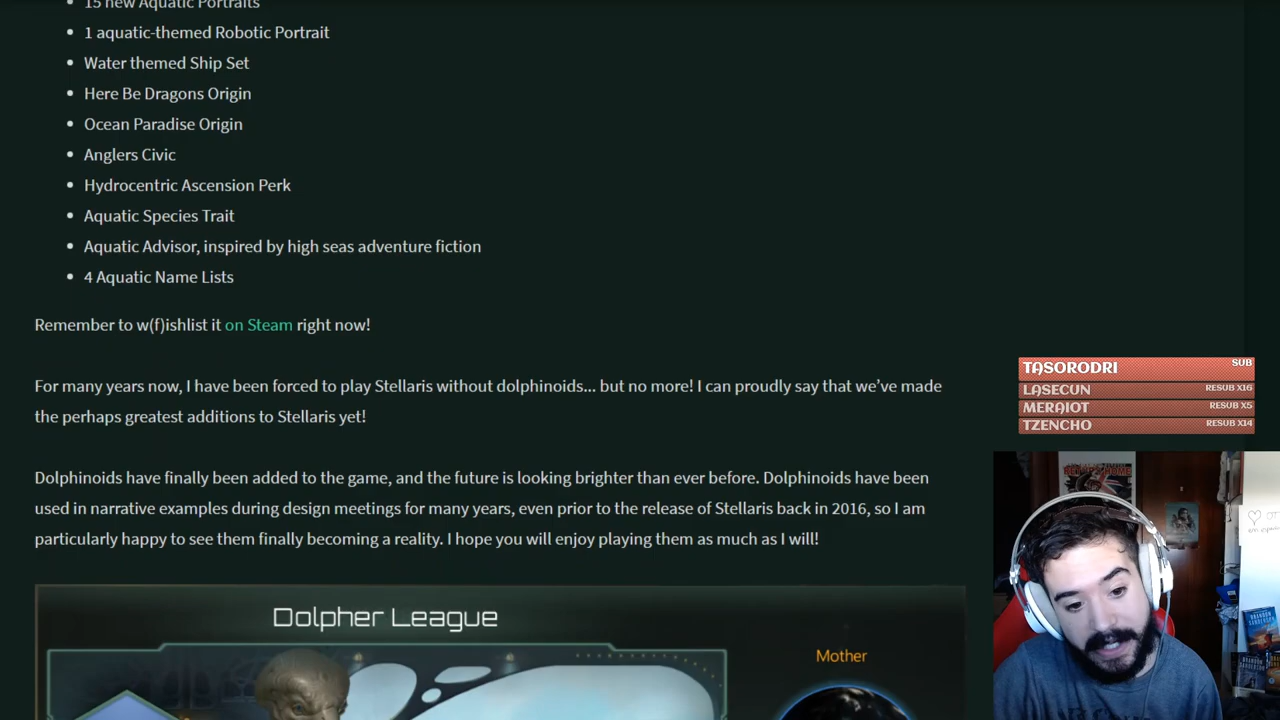 15 new Aquatic Portraits
1 aquatic-themed Robotic Portrait
Water themed Ship Set
Here Be Dragons Origin
Ocean Paradise Origin
Anglers Civic
Hydrocentric Ascension Perk
Aquatic Species Trait
Aquatic Advisor, inspired by high seas adventure fiction
4 Aquatic Name Lists
Remember to w(f)ishlist it on Steam right now!
For many years now, I have been forced to play Stellaris without dolphinoids... but no more! I can proudly say that we’ve made
the perhaps greatest additions to Stellaris yet!
Dolphinoids have finally been added to the game, and the future is looking brighter than ever before. Dolphinoids have been
used in narrative examples during design meetings for many years, even prior to the release of Stellaris back in 2016, so I am
particularly happy to see them finally becoming a reality. I hope you will enjoy playing them as much as I will!
Dolpher League
Mother
TASORODRI SUB
LASECUN RESUB X16
MERAIOT RESUB X5
TZENCHO RESUB X14
BRANDON
SANDERSON